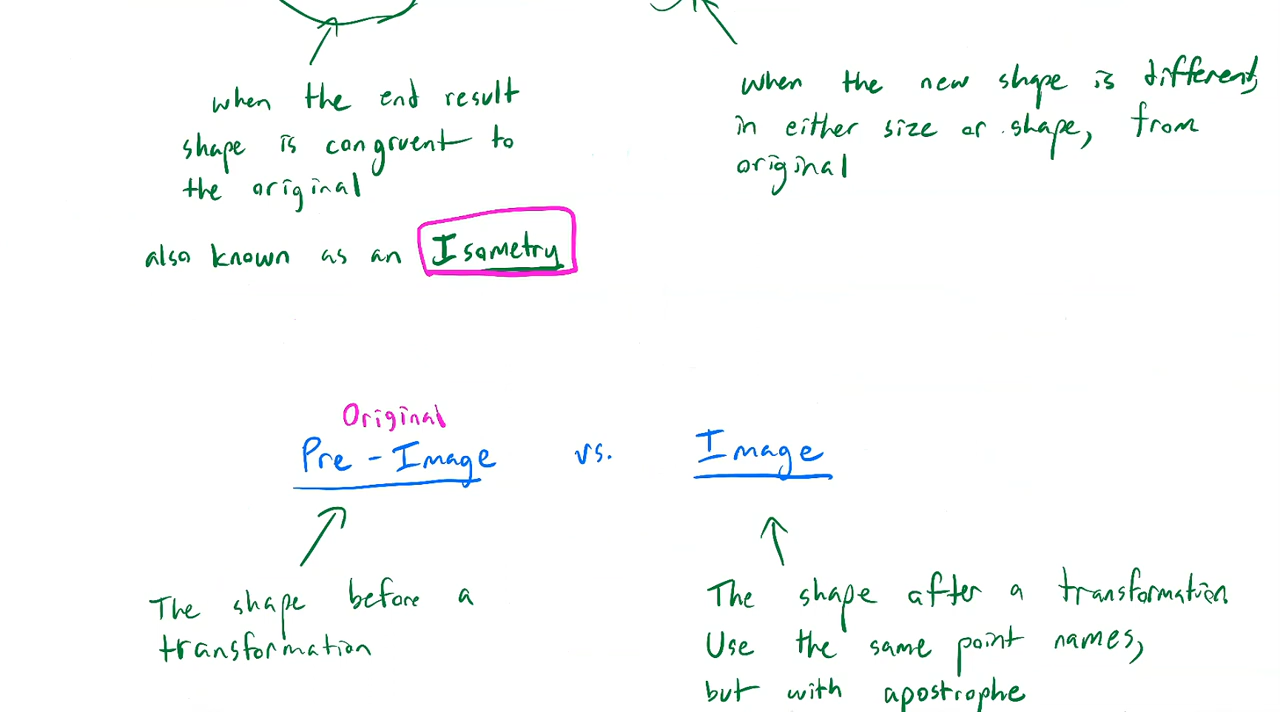 when the end result
shape is congruent to
the original
also known as an Isometry
when the new shape is different,
in either size or shape, from
original
Original
Pre-Image vs. Image
The shape before a
transformation
The shape after a transformation
Use the same point names,
but with apostrophe